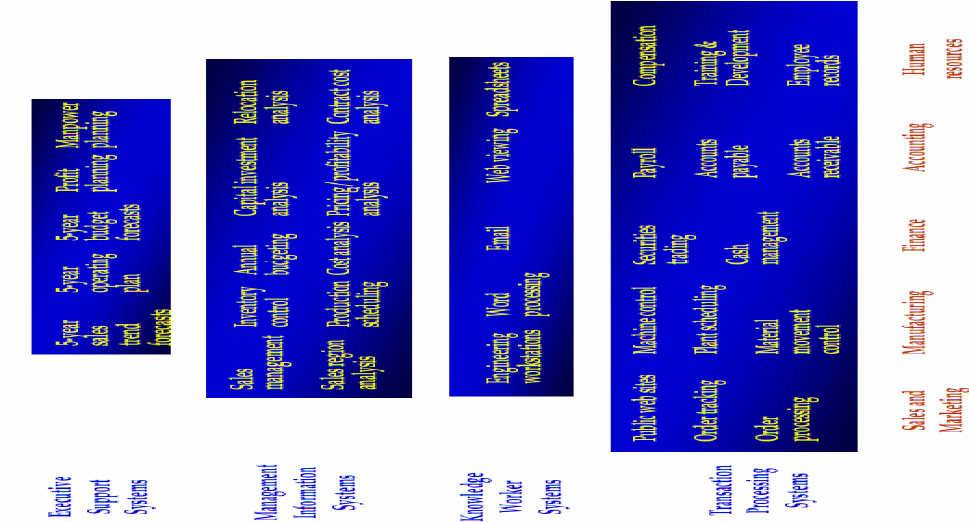 Executive
Support
Systems
5-year
sales
trend
forecasts
5-year
operating
plan
5-year
budget
forecasts
Profit
planning
Manpower
planning
Management
Information
Systems
Sales
management
Inventory
control
Annual
bucgeting
Capital investment
analysis
Relocation
analysis
Sales region
analysis
Production
scheduling
Cost analysis
Pricing/profitability
analysis
Contract cost
analysis
Knowledge
Worker
Systems
Engineering
workstations
Word
processing
Email
Web viewing
Spreadsheets
Transaction
Processing
Systems
Public web sites
Machine control
Securities
trading
Payroll
Compensation
Order tracking
Plant scheduling
Accounts
payable
Training &
Development
Order
processing
Material
movement
control
Cash
management
Accounts
receivable
Employee
records
Sales and
Marketing
Manufacturing
Finance
Accounting
Human
resources